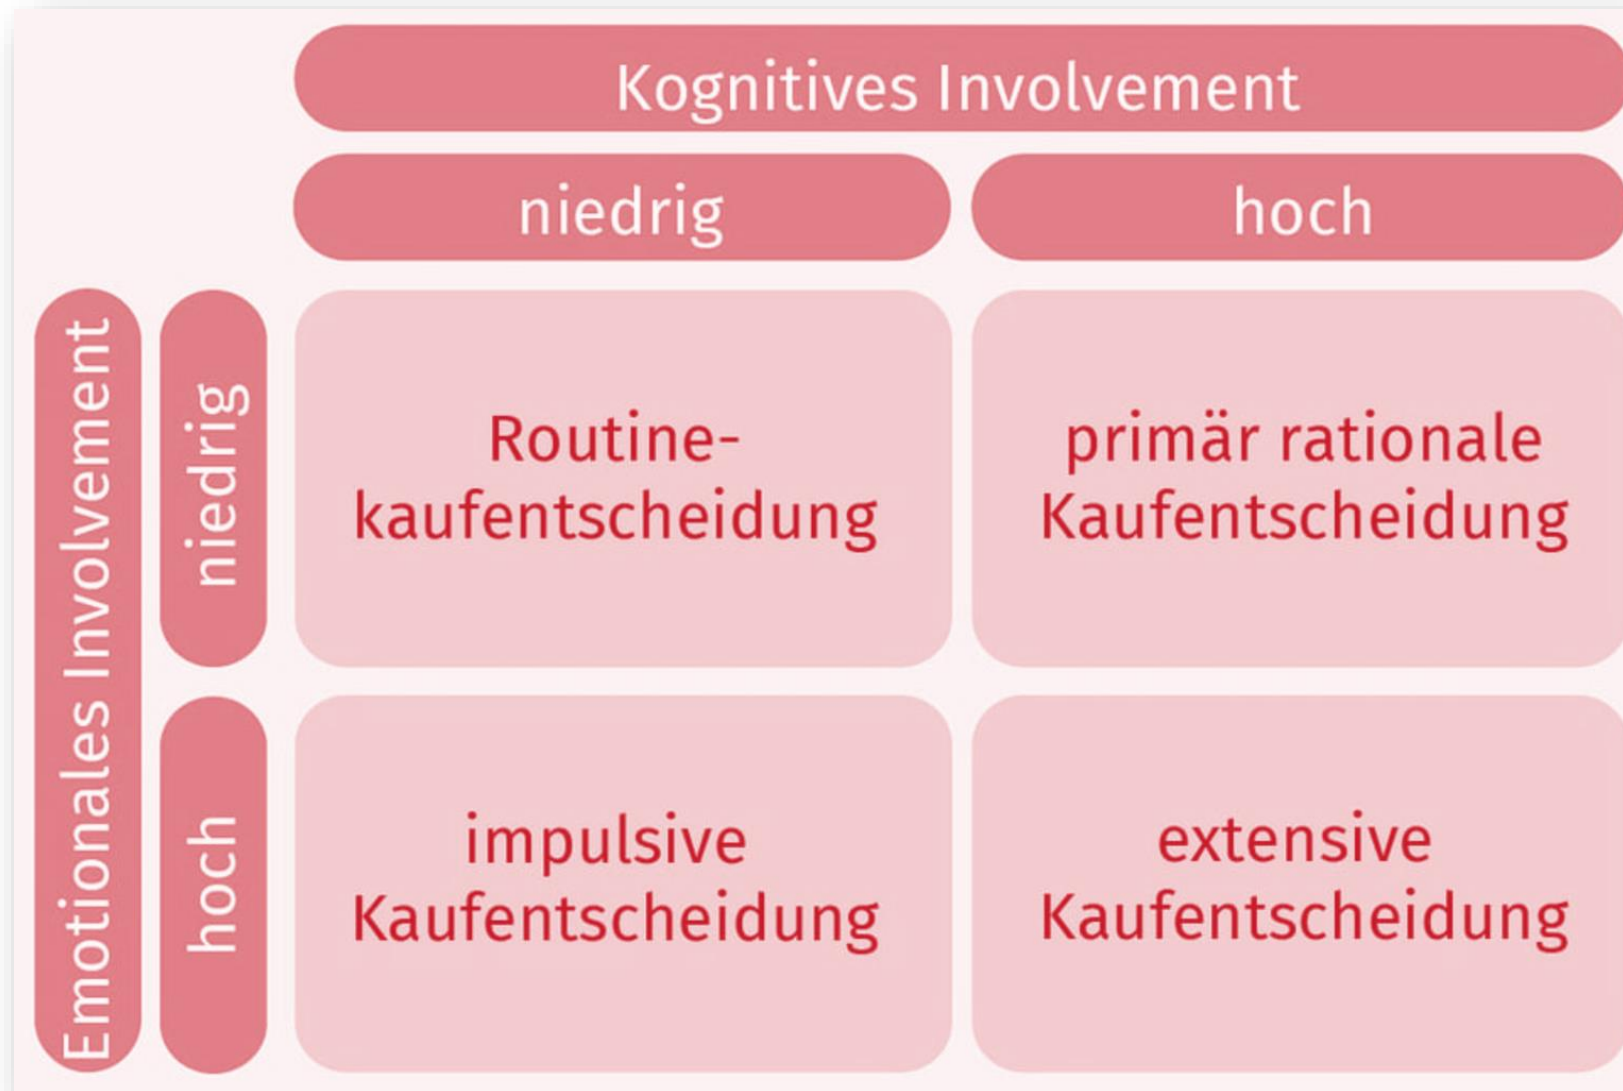 Kognitives Involvement
niedrig
hoch
Emotionales Involvement
niedrig
Routine-
kaufentscheidung
primär rationale
Kaufentscheidung
hoch
impulsive
Kaufentscheidung
extensive
Kaufentscheidung